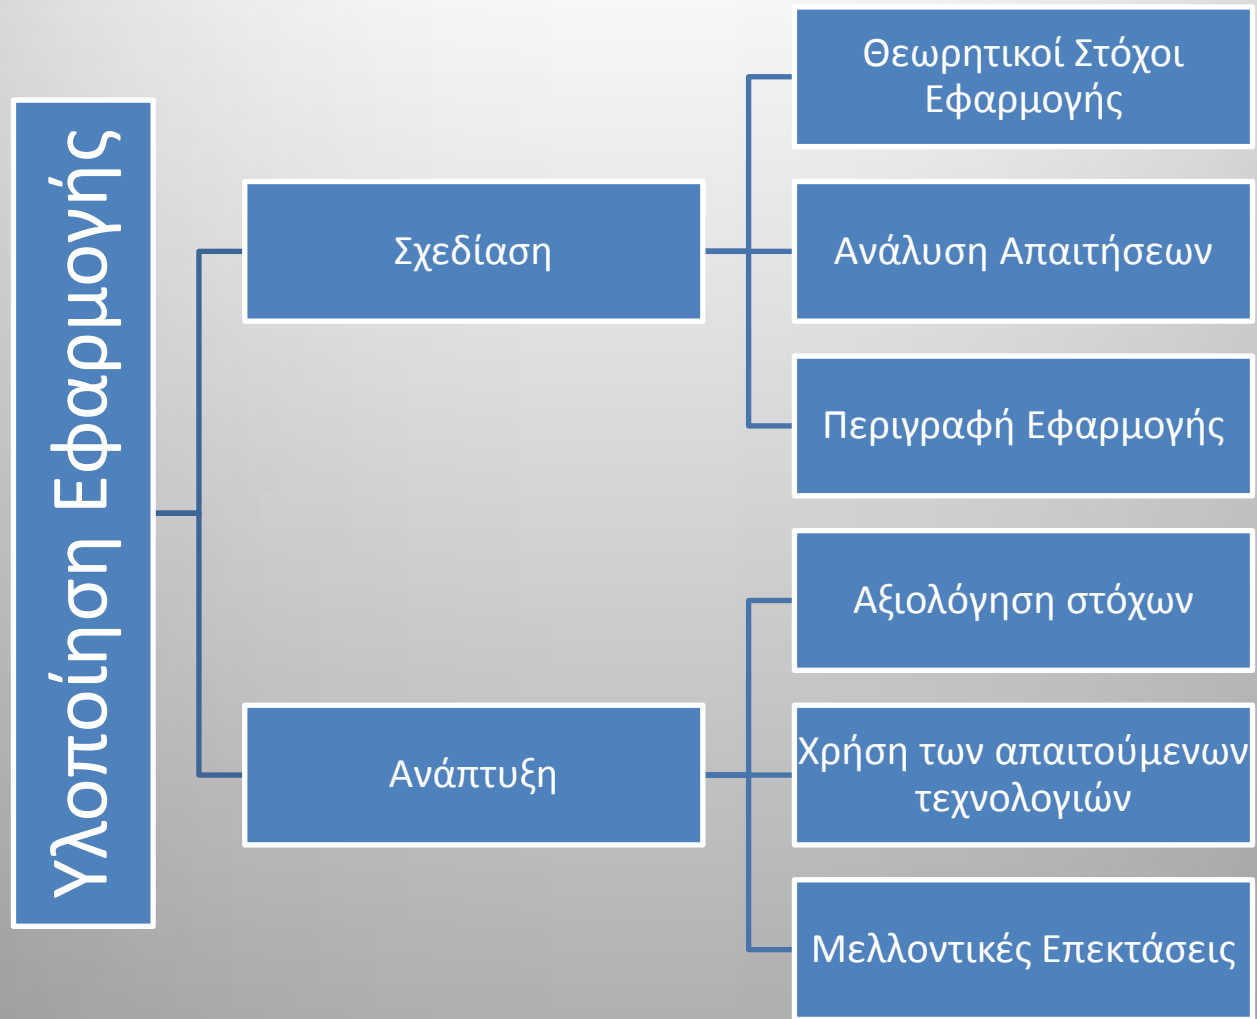 Υλοποίηση Εφαρμογής
Σχεδίαση
Θεωρητικοί Στόχοι
Εφαρμογής
Ανάλυση Απαιτήσεων
Περιγραφή Εφαρμογής
Ανάπτυξη
Αξιολόγηση στόχων
Χρήση των απαιτούμενων
τεχνολογιών
Μελλοντικές Επεκτάσεις